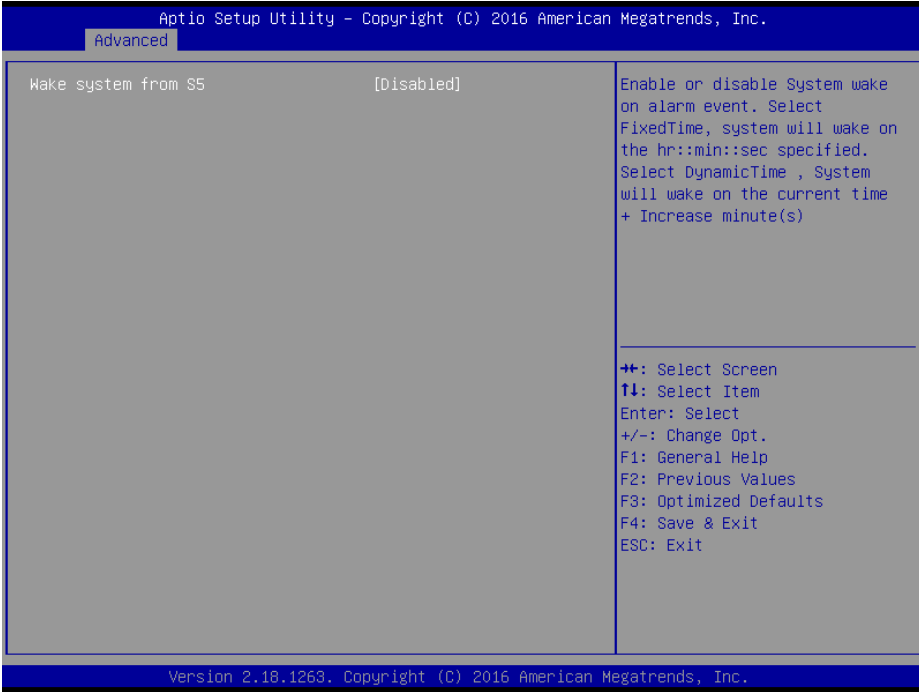 Aptio Setup Utility – Copyright (C) 2016 American Megatrends, Inc.
Advanced
Wake system from S5 [Disabled]
Enable or disable System wake
on alarm event. Select
FixedTime, system will wake on
the hr::min::sec specified.
Select DynamicTime , System
will wake on the current time
+ Increase minute(s)
→←: Select Screen
↑↓: Select Item
Enter: Select
+/-: Change Opt.
F1: General Help
F2: Previous Values
F3: Optimized Defaults
F4: Save & Exit
ESC: Exit
Version 2.18.1263. Copyright (C) 2016 American Megatrends, Inc.